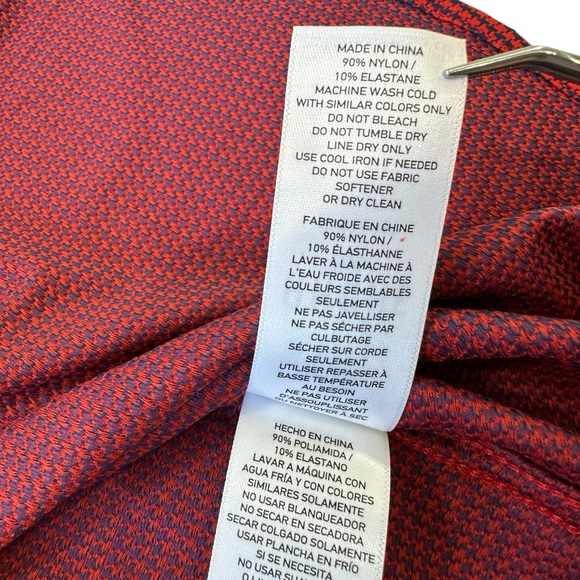 MADE IN CHINA
90% NYLON /
10% ELASTANE
MACHINE WASH COLD
WITH SIMILAR COLORS ONLY
DO NOT BLEACH
DO NOT TUMBLE DRY
LINE DRY ONLY
USE COOL IRON IF NEEDED
DO NOT USE FABRIC
SOFTENER
OR DRY CLEAN
FABRIQUE EN CHINE
90% NYLON /
10% ÉLASTHANNE
LAVER À LA MACHINE À
L'EAU FROIDE AVEC DES
COULEURS SEMBLABLES
SEULEMENT
NE PAS JAVELLISER
NE PAS SÉCHER PAR
CULBUTAGE
SÉCHER SUR CORDE
SEULEMENT
UTILISER REPASSER À
BASSE TEMPÉRATURE
AU BESOIN
NE PAS UTILISER
D'ASSOUPLISSANT
OU NETTOYER À SEC
HECHO EN CHINA
90% POLIAMIDA /
10% ELASTANO
LAVAR A MÁQUINA CON
AGUA FRÍA Y CON COLORES
SIMILARES SOLAMENTE
NO USAR BLANQUEADOR
NO SECAR EN SECADORA
SECAR COLGADO SOLAMENTE
USAR PLANCHA EN FRÍO
SI SE NECESITA